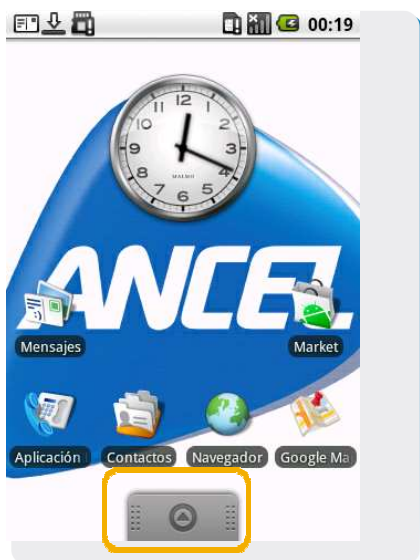 00:19
12
11
1
10
2
9
3
8
4
7
5
6
ANCEL
Mensajes
Market
Aplicación
Contactos
Navegador
Google Ma